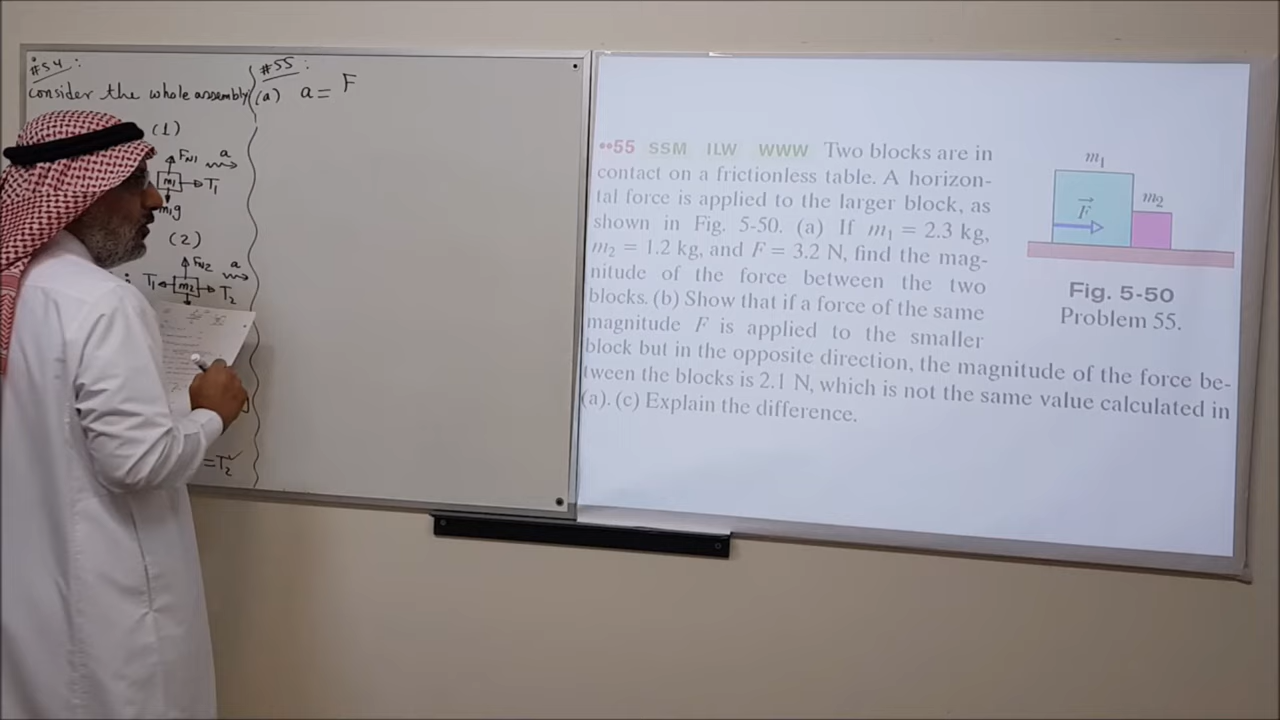 #54:
consider the whole assembly
(1)
FN1
a
m1
T1
m1g
(2)
FN2
a
T1
m2
T2
=T2
#55:
(a) a = F
••55 SSM ILW WWW Two blocks are in
contact on a frictionless table. A horizon-
tal force is applied to the larger block, as
shown in Fig. 5-50. (a) If m1 = 2.3 kg,
m2 = 1.2 kg, and F = 3.2 N, find the mag-
nitude of the force between the two
blocks. (b) Show that if a force of the same
magnitude F is applied to the smaller
block but in the opposite direction, the magnitude of the force be-
tween the blocks is 2.1 N, which is not the same value calculated in
(a). (c) Explain the difference.
m1
m2
F
Fig. 5-50
Problem 55.